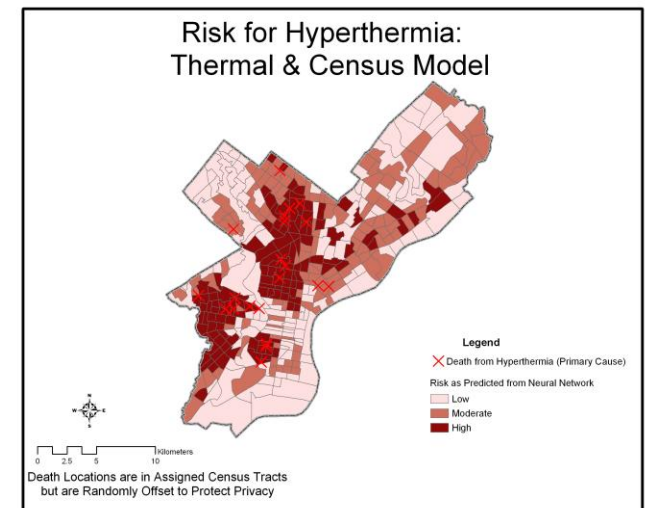 Risk for Hyperthermia:
Thermal & Census Model
Legend
Death from Hyperthermia (Primary Cause)
Risk as Predicted from Neural Network
Low
Moderate
High
N
W
E
S
Kilometers
0 2.5 5 10
Death Locations are in Assigned Census Tracts
but are Randomly Offset to Protect Privacy